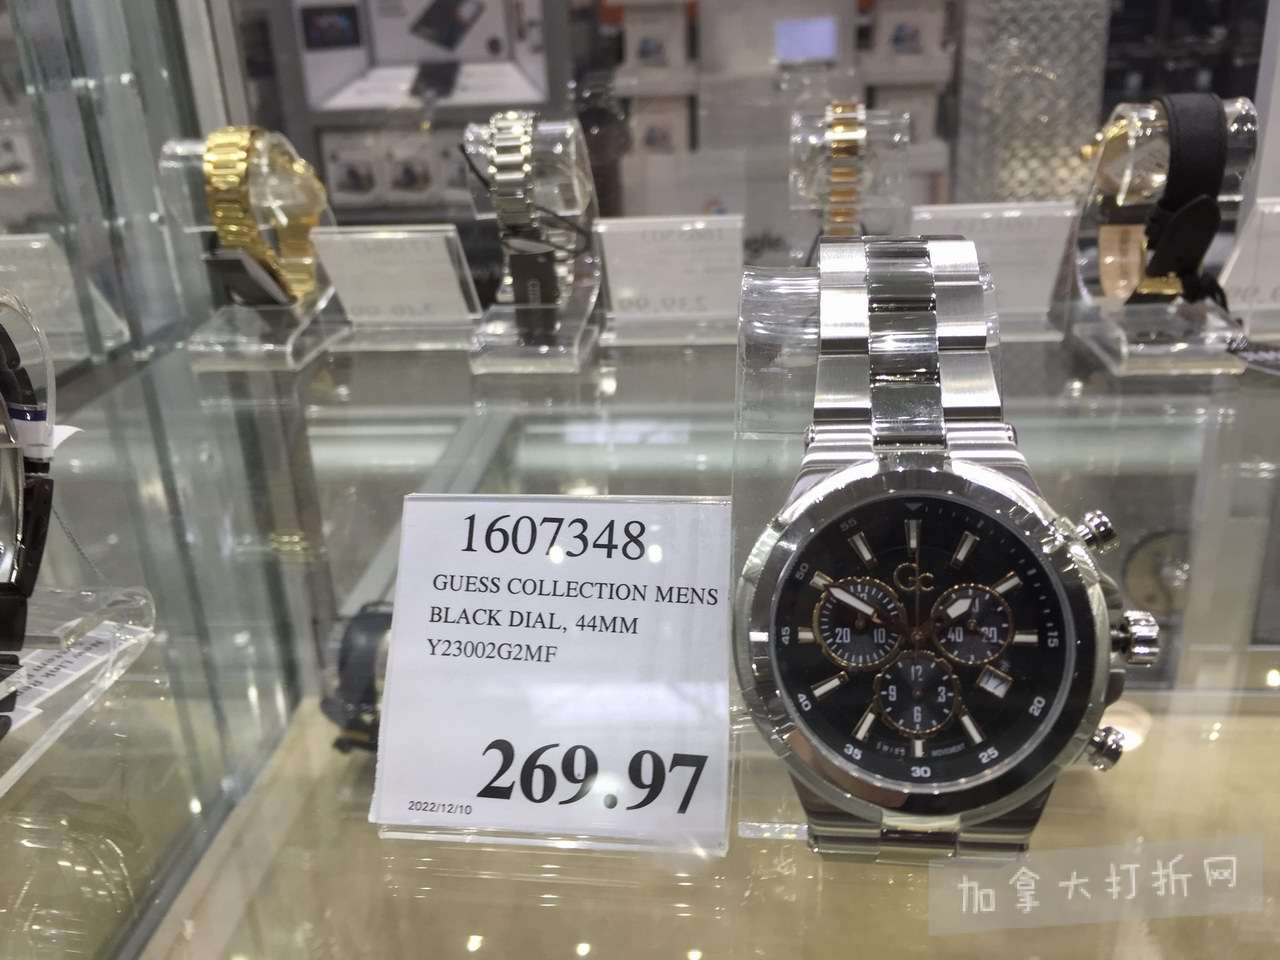 1607348
GUESS COLLECTION MENS
BLACK DIAL, 44MM
Y23002G2MF
269.97
2022/12/10
Gc
55
50
45
40
35
30
25
20
15
20 10
40 20
12
9 3
6
SWISS MOVEMENT
加拿大打折网